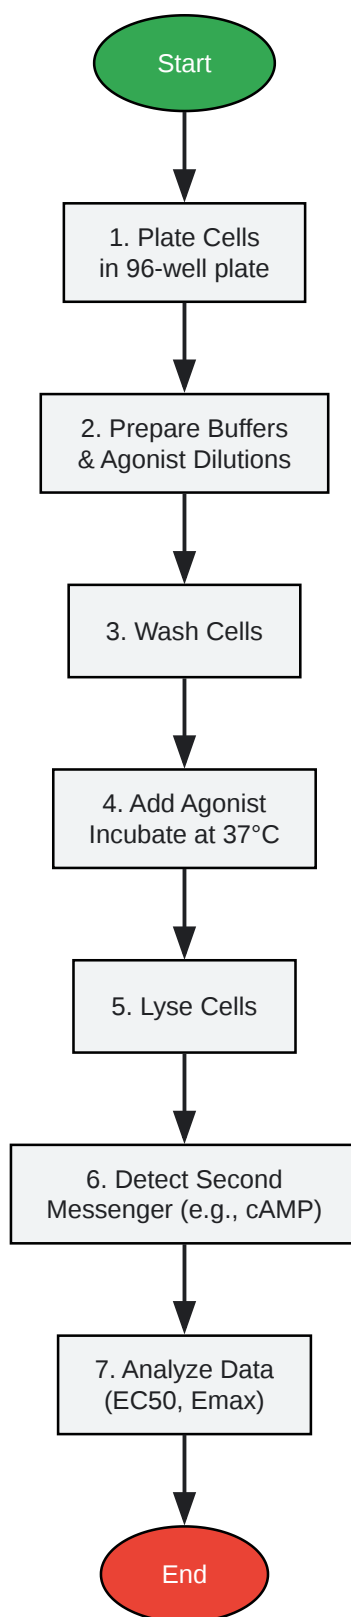 Start
1. Plate Cells
in 96-well plate
2. Prepare Buffers
& Agonist Dilutions
3. Wash Cells
4. Add Agonist
Incubate at 37°C
5. Lyse Cells
6. Detect Second
Messenger (e.g., cAMP)
7. Analyze Data
(EC50, Emax)
End